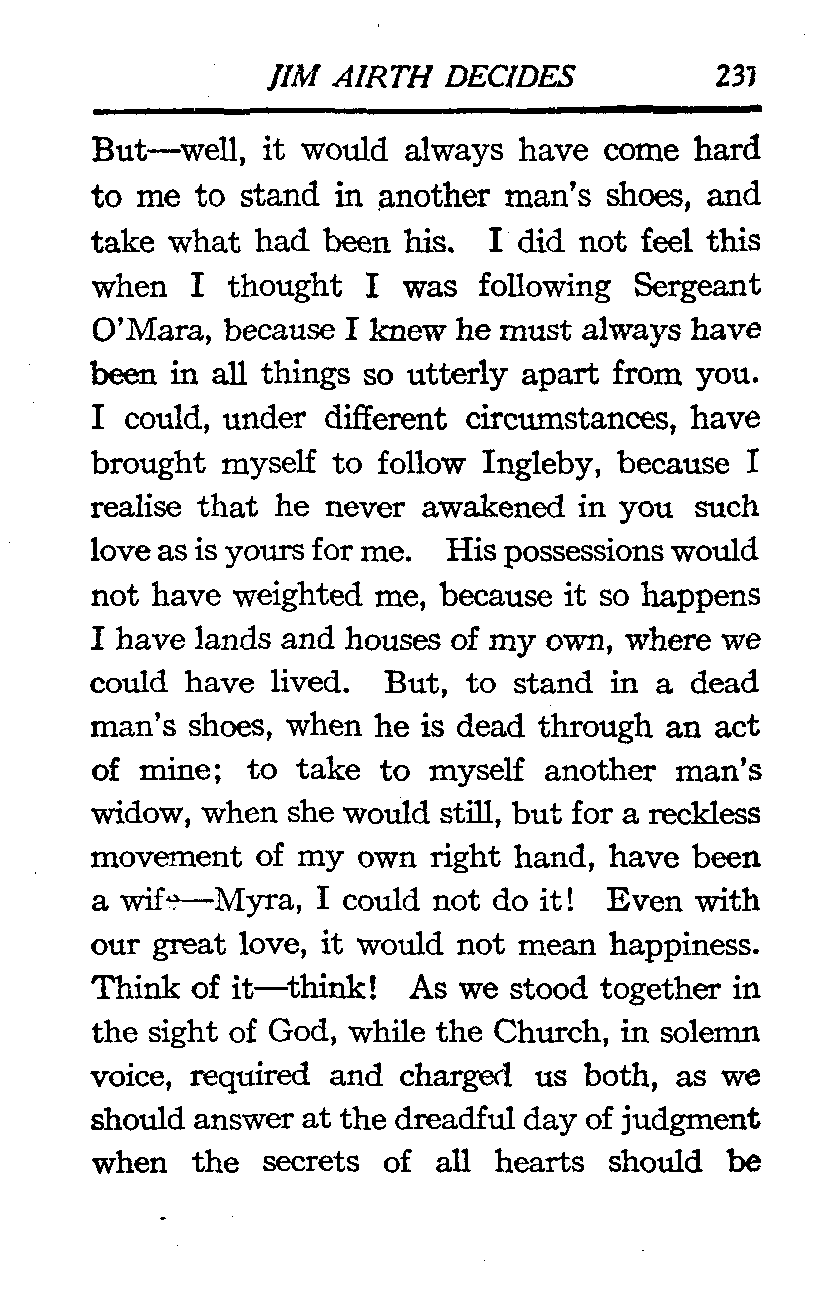 JIM AIRTH DECIDES 231
But—well, it would always have come hard
to me to stand in another man's shoes, and
take what had been his. I did not feel this
when I thought I was following Sergeant
O'Mara, because I knew he must always have
been in all things so utterly apart from you.
I could, under different circumstances, have
brought myself to follow Ingleby, because I
realise that he never awakened in you such
love as is yours for me. His possessions would
not have weighted me, because it so happens
I have lands and houses of my own, where we
could have lived. But, to stand in a dead
man's shoes, when he is dead through an act
of mine; to take to myself another man's
widow, when she would still, but for a reckless
movement of my own right hand, have been
a wife—Myra, I could not do it! Even with
our great love, it would not mean happiness.
Think of it—think! As we stood together in
the sight of God, while the Church, in solemn
voice, required and charged us both, as we
should answer at the dreadful day of judgment
when the secrets of all hearts should be